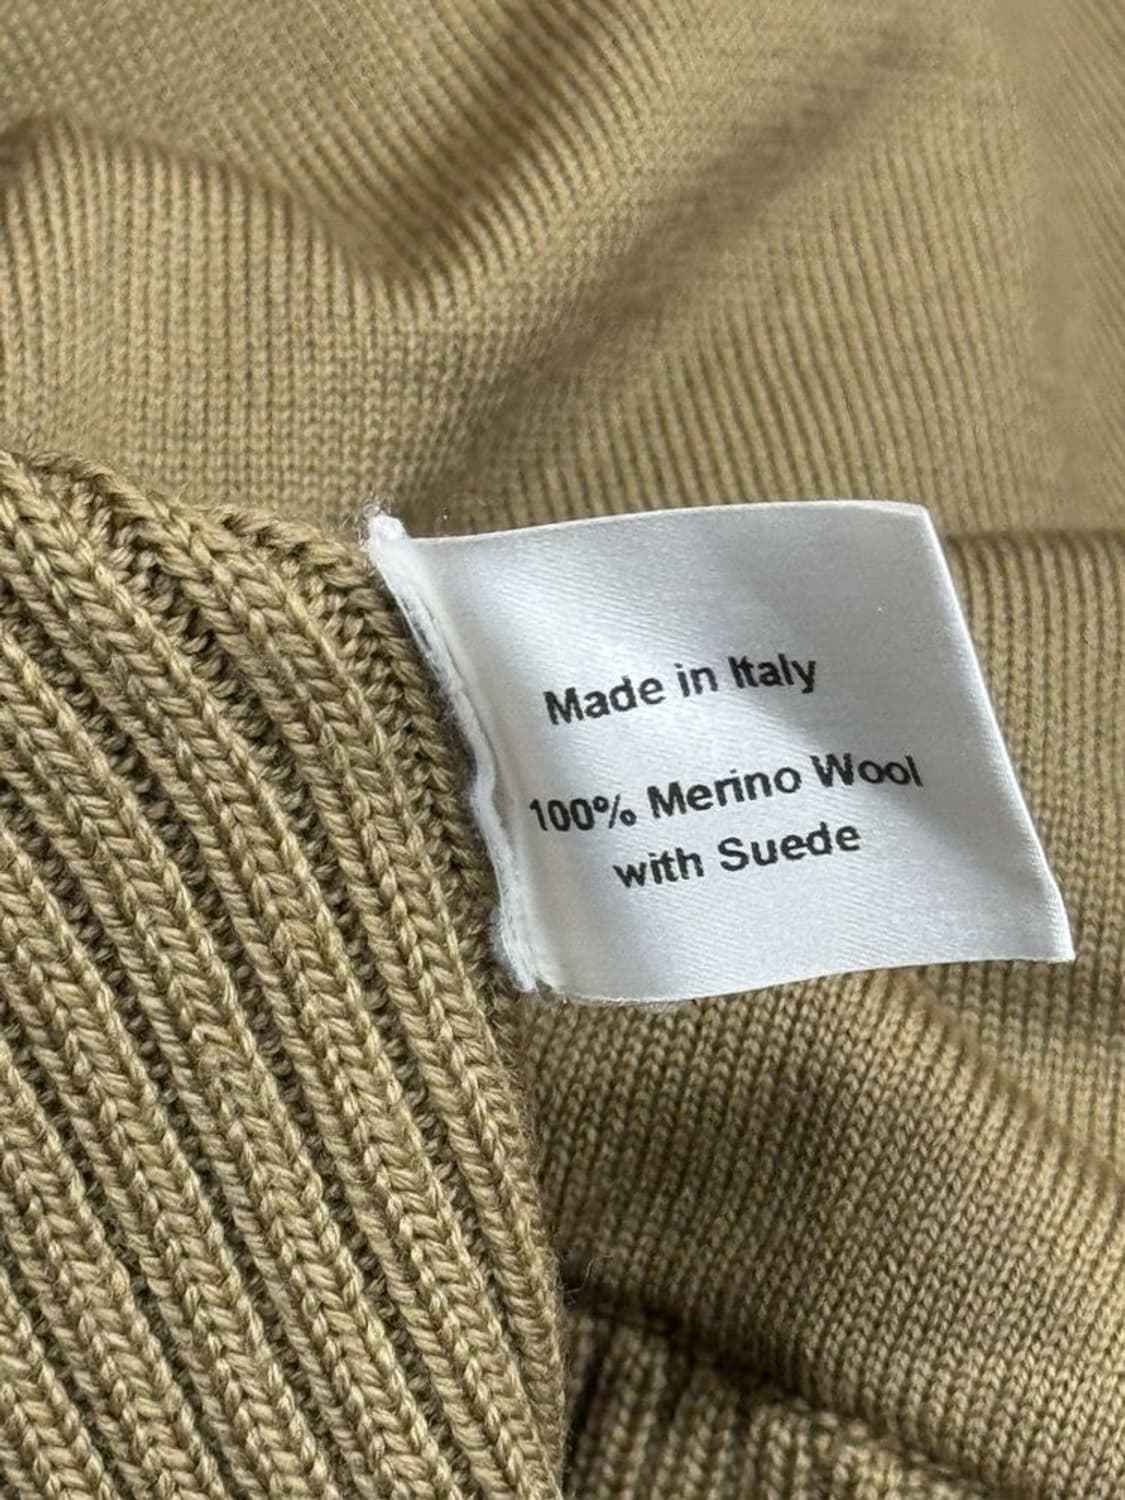 Made in Italy
100% Merino Wool
with Suede